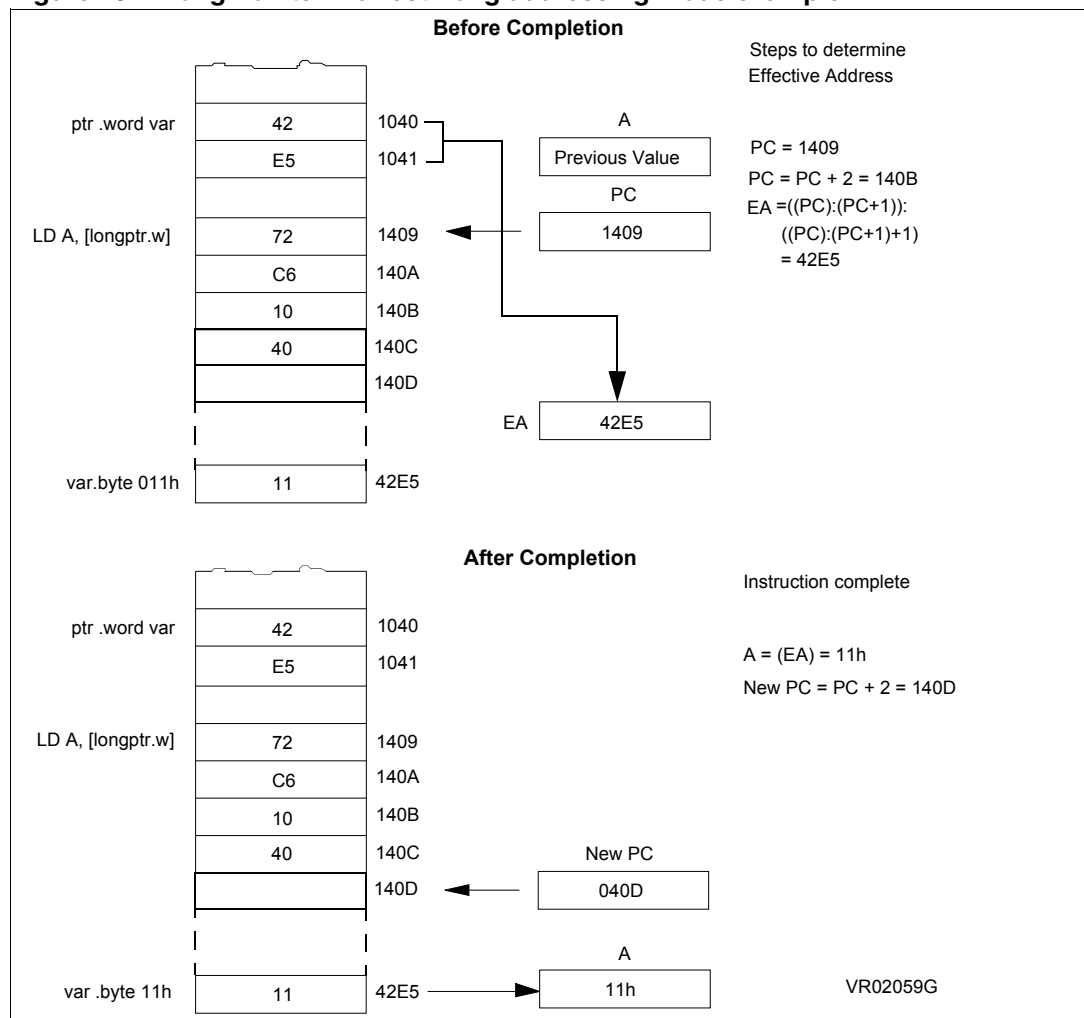 Before Completion
Steps to determine
Effective Address
ptr .word var 42 1040 A
E5 1041 Previous Value PC = 1409
PC PC = PC + 2 = 140B
LD A, [longptr.w] 72 1409 1409 EA =((PC):(PC+1)):
((PC):(PC+1)+1)
C6 140A = 42E5
10 140B
40 140C
140D
EA 42E5
var.byte 011h 11 42E5
After Completion
Instruction complete
ptr .word var 42 1040
E5 1041 A = (EA) = 11h
New PC = PC + 2 = 140D
LD A, [longptr.w] 72 1409
C6 140A
10 140B
40 140C New PC
140D 040D
A
var .byte 11h 11 42E5 11h VR02059G